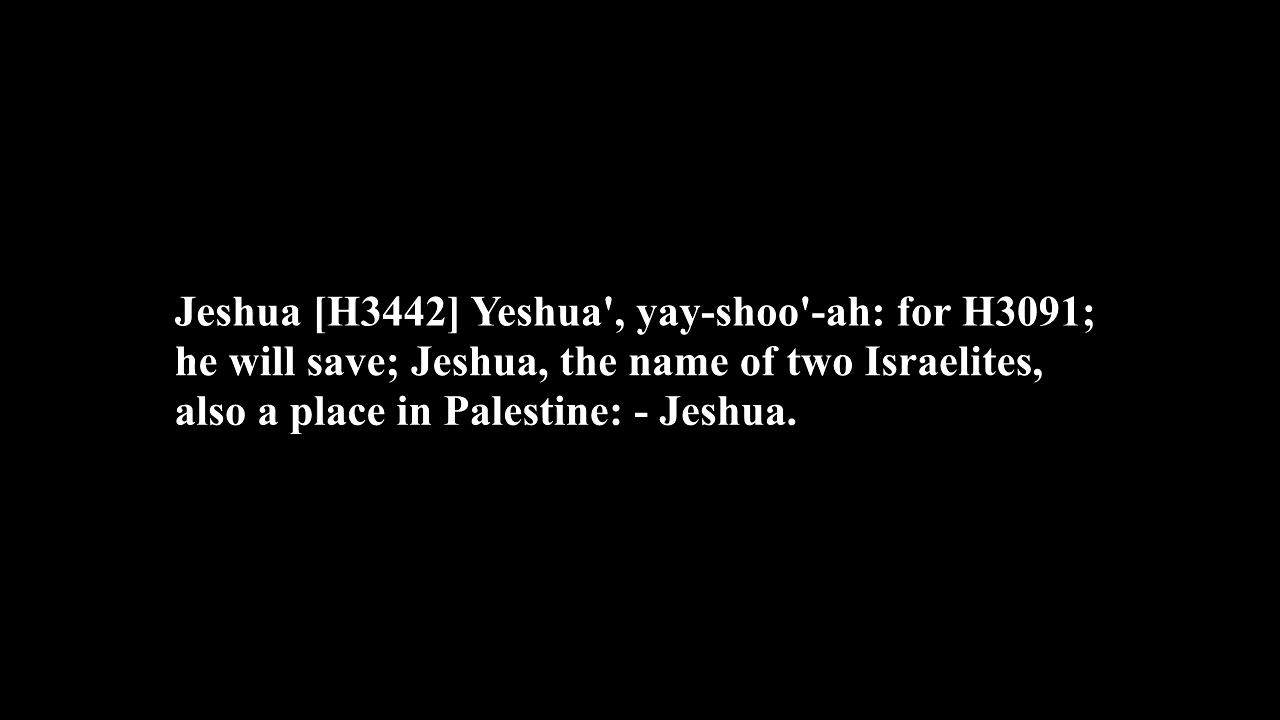 Jeshua [H3442] Yeshua', yay-shoo'-ah: for H3091;
he will save; Jeshua, the name of two Israelites,
also a place in Palestine: - Jeshua.